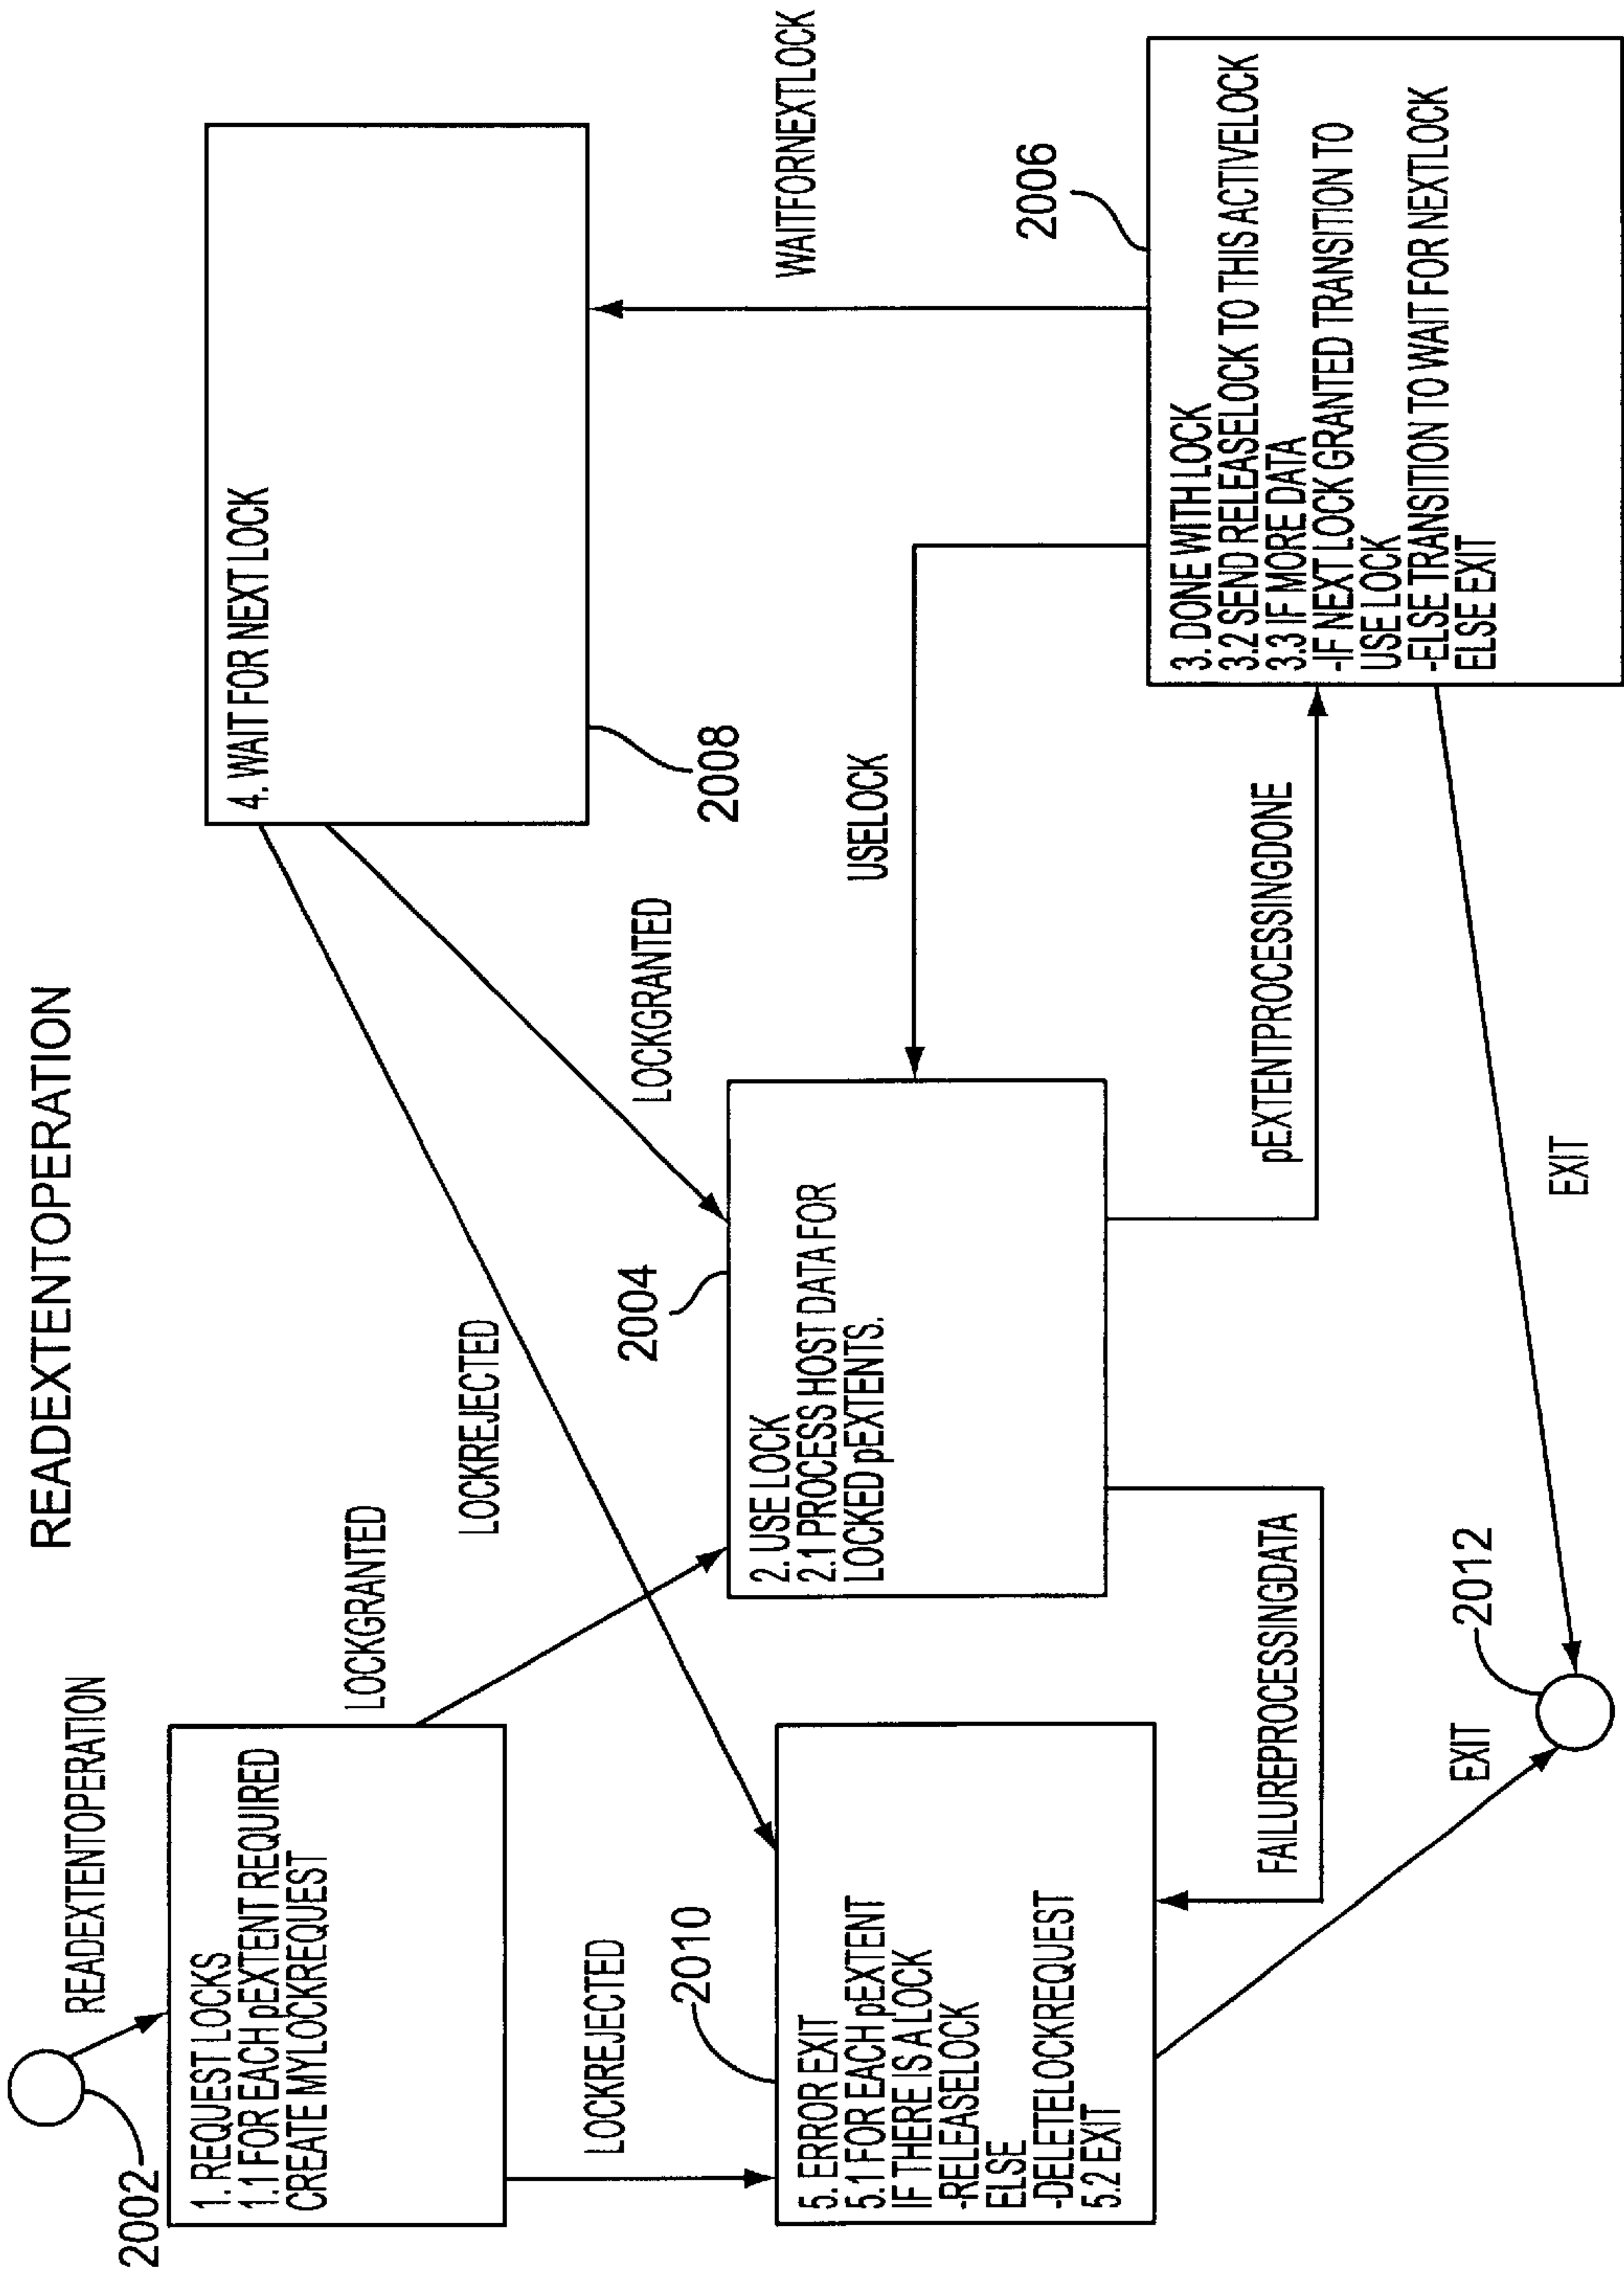 READEXTENTOPERATION
2002
READEXTENTOPERATION
1. REQUEST LOCKS
1.1 FOR EACH pEXTENT REQUIRED
CREATE MYLOCKREQUEST
LOCKGRANTED
LOCKREJECTED
LOCKREJECTED
LOCKGRANTED
4. WAIT FOR NEXT LOCK
2008
WAITFORNEXTLOCK
2010
5. ERROR EXIT
5.1 FOR EACH pEXTENT
IF THERE IS A LOCK
-RELEASELOCK
ELSE
-DELETELOCKREQUEST
5.2 EXIT
2004
2. USE LOCK
2.1 PROCESS HOST DATA FOR
LOCKED pEXTENTS.
USELOCK
pEXTENTPROCESSINGDONE
FAILUREPROCESSINGDATA
2006
3. DONE WITH LOCK
3.2 SEND RELEASELOCK TO THIS ACTIVELOCK
3.3 IF MORE DATA
-IF NEXT LOCK GRANTED TRANSITION TO
USE LOCK
-ELSE TRANSITION TO WAIT FOR NEXTLOCK
ELSE EXIT
EXIT
2012
EXIT